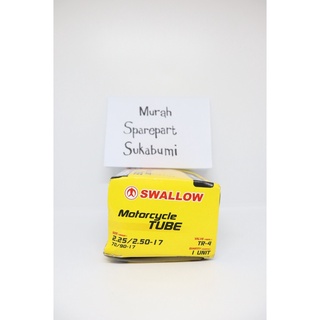 Murah
Sparepart
Sukabumi
SWALLOW
Motorcycle
TUBE
2.25/2.50-17
70/90-17
TR-4
1 UNIT